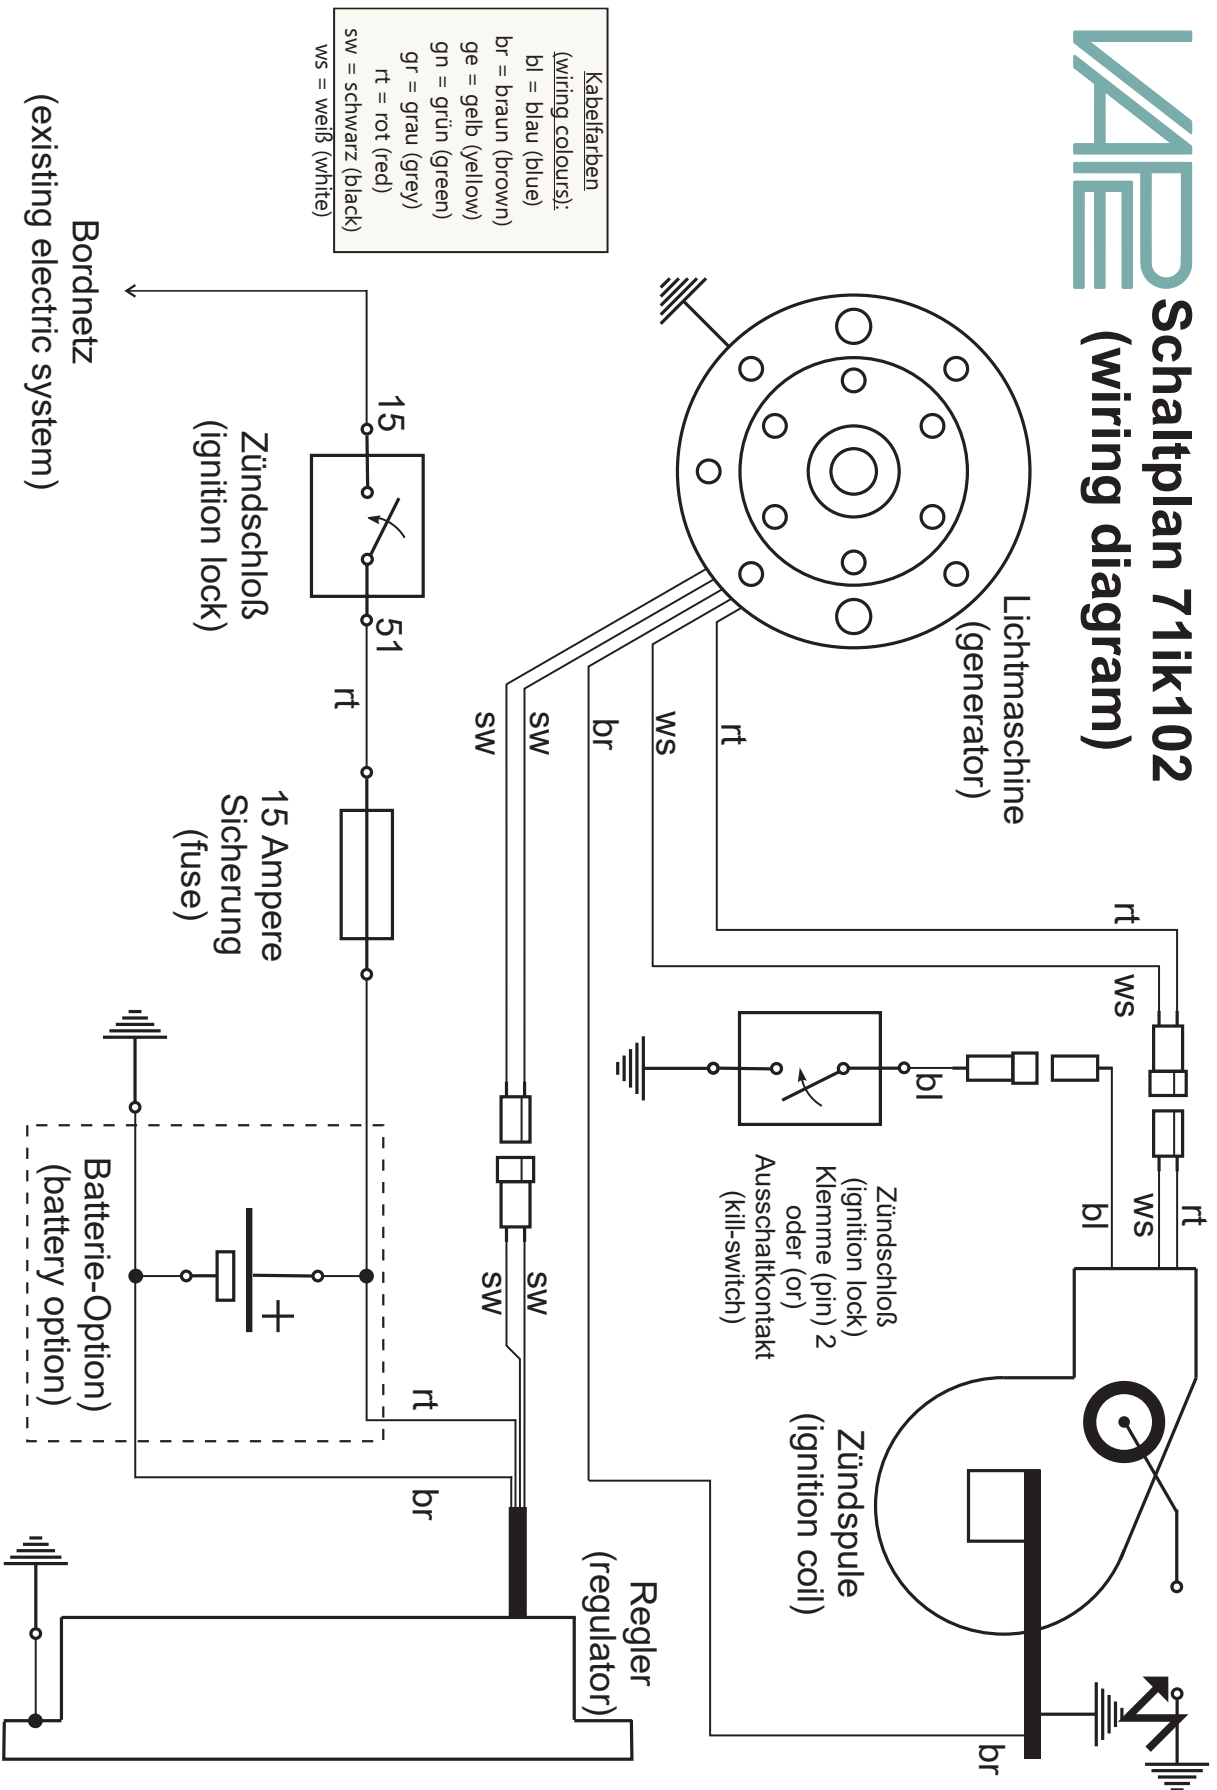 VAPE
Schaltplan 71ik102
(wiring diagram)
Lichtmaschine
(generator)
rt
ws
br
sw
sw
rt
ws
rt
ws
bl
bl
Zündschloß
(ignition lock)
Klemme (pin) 2
oder (or)
Ausschaltkontakt
(kill-switch)
Zündspule
(ignition coil)
br
Kabelfarben
(wiring colours):
bl = blau (blue)
br = braun (brown)
ge = gelb (yellow)
gn = grün (green)
gr = grau (grey)
rt = rot (red)
sw = schwarz (black)
ws = weiß (white)
sw
sw
Regler
(regulator)
15
51
Zündschloß
(ignition lock)
rt
15 Ampere
Sicherung
(fuse)
rt
br
+
Batterie-Option)
(battery option)
Bordnetz
(existing electric system)